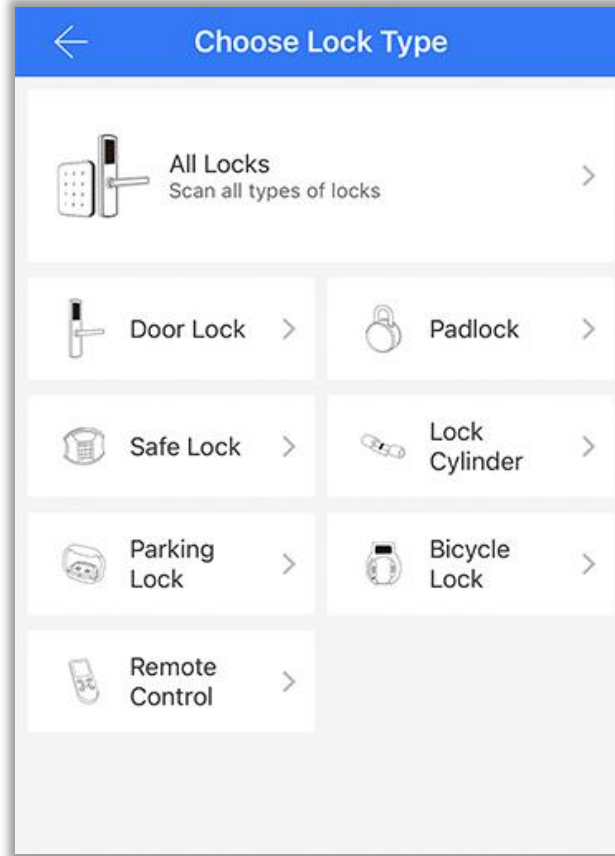 Choose Lock Type
All Locks
Scan all types of locks
Door Lock
Padlock
Safe Lock
Lock
Cylinder
Parking
Lock
Bicycle
Lock
Remote
Control